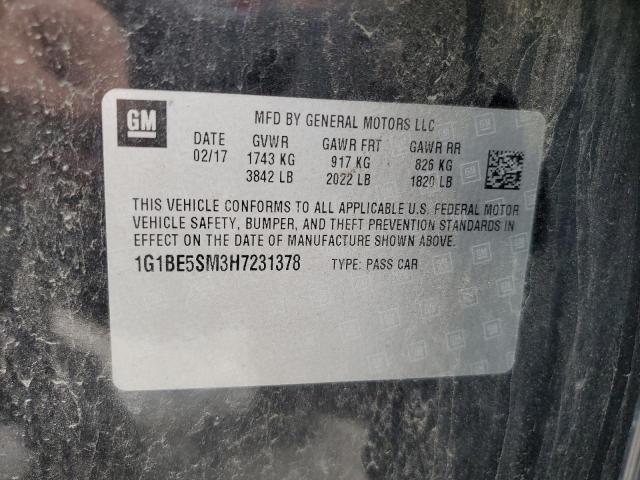 GM
MFD BY GENERAL MOTORS LLC
DATE GVWR GAWR FRT GAWR RR
02/17 1743 KG 917 KG 826 KG
3842 LB 2022 LB 1820 LB
THIS VEHICLE CONFORMS TO ALL APPLICABLE U.S. FEDERAL MOTOR
VEHICLE SAFETY, BUMPER, AND THEFT PREVENTION STANDARDS IN
EFFECT ON THE DATE OF MANUFACTURE SHOWN ABOVE.
1G1BE5SM3H7231378 TYPE: PASS CAR